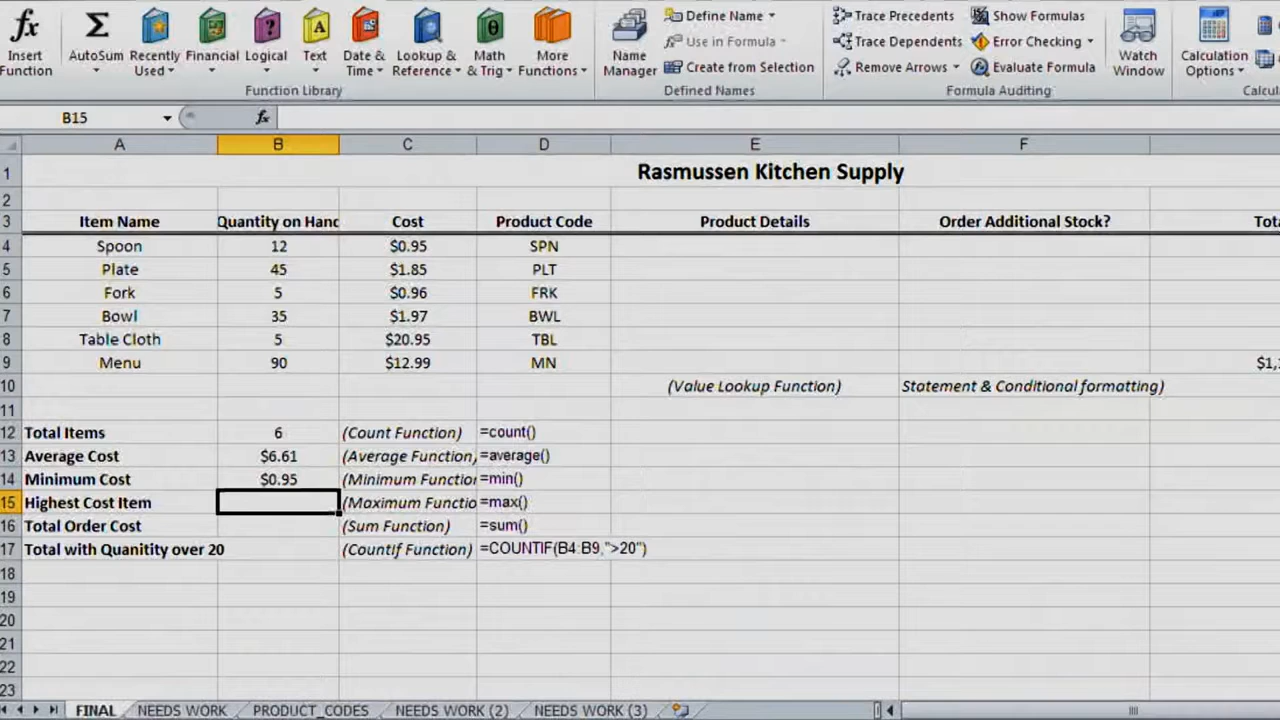 Insert Function
AutoSum
Recently Used
Financial
Logical
Text
Date & Time
Lookup & Reference
Math & Trig
More Functions
Function Library
Name Manager
Define Name
Use in Formula
Create from Selection
Defined Names
Trace Precedents
Trace Dependents
Remove Arrows
Show Formulas
Error Checking
Evaluate Formula
Formula Auditing
Watch Window
Calculation Options
Calcul
B15 fx
A B C D E F
1 Rasmussen Kitchen Supply
2
3 Item Name Quantity on Hand Cost Product Code Product Details Order Additional Stock? Tota
4 Spoon 12 $0.95 SPN
5 Plate 45 $1.85 PLT
6 Fork 5 $0.96 FRK
7 Bowl 35 $1.97 BWL
8 Table Cloth 5 $20.95 TBL
9 Menu 90 $12.99 MN $1,
10 (Value Lookup Function) Statement & Conditional formatting)
11
12 Total Items 6 (Count Function) =count()
13 Average Cost $6.61 (Average Function) =average()
14 Minimum Cost $0.95 (Minimum Function =min()
15 Highest Cost Item (Maximum Functio =max()
16 Total Order Cost (Sum Function) =sum()
17 Total with Quanitity over 20 (Countif Function) =COUNTIF(B4:B9,">20")
18
19
20
21
22
23
FINAL NEEDS WORK PRODUCT_CODES NEEDS WORK (2) NEEDS WORK (3)